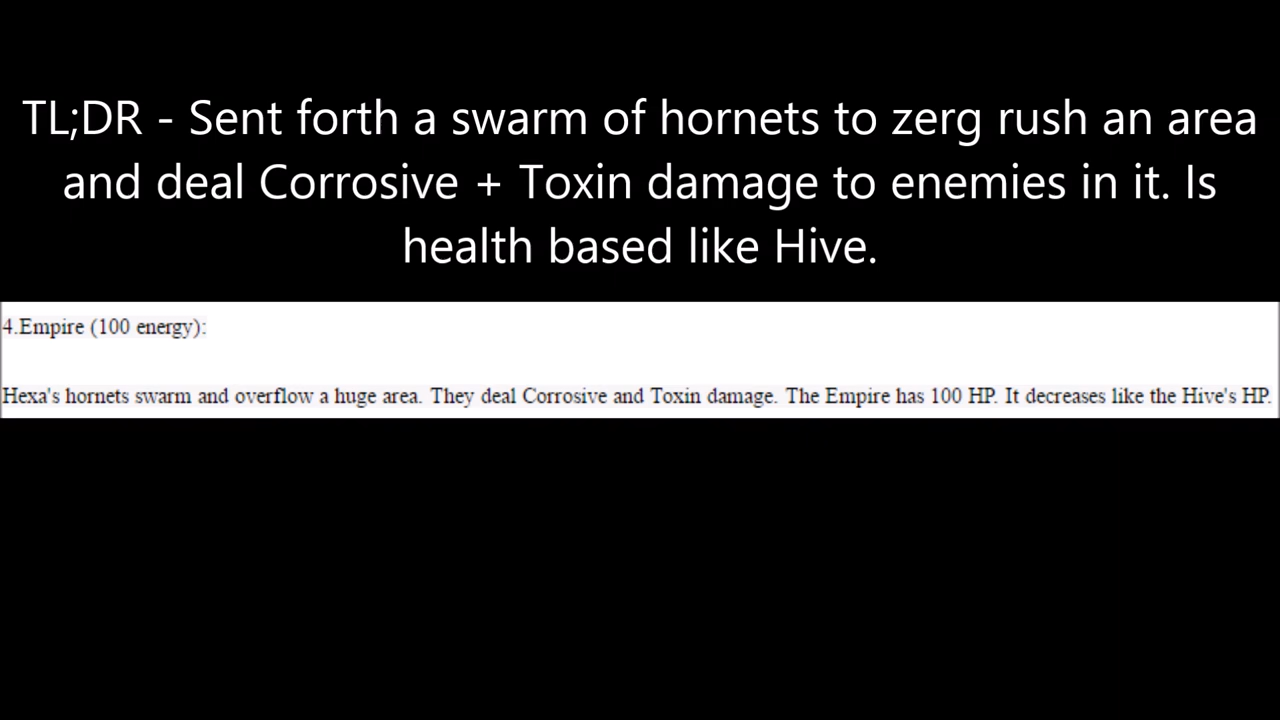 TL;DR - Sent forth a swarm of hornets to zerg rush an area
and deal Corrosive + Toxin damage to enemies in it. Is
health based like Hive.
4.Empire (100 energy):
Hexa's hornets swarm and overflow a huge area. They deal Corrosive and Toxin damage. The Empire has 100 HP. It decreases like the Hive's HP.